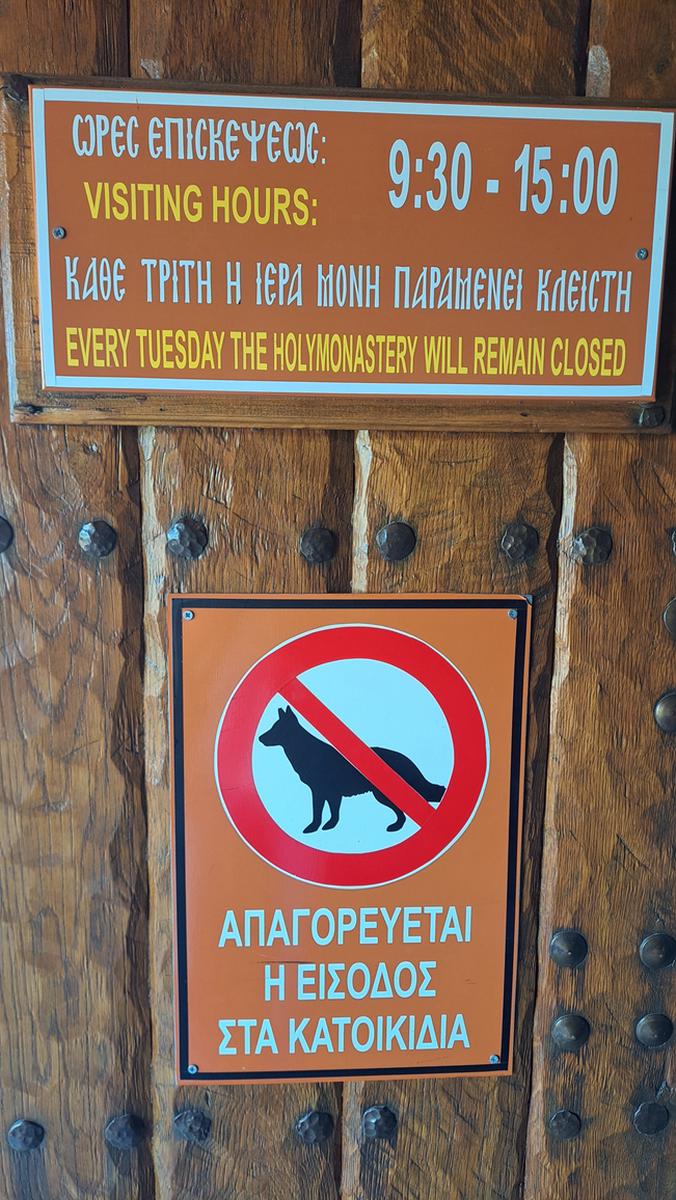 ΩΡΕΣ ΕΠΙΣΚΕΨΕΩΣ:
9:30 - 15:00
VISITING HOURS:
ΚΑΘΕ ΤΡΙΤΗ Η ΙΕΡΑ ΜΟΝΗ ΠΑΡΑΜΕΝΕΙ ΚΛΕΙΣΤΗ
EVERY TUESDAY THE HOLYMONASTERY WILL REMAIN CLOSED
ΑΠΑΓΟΡΕΥΕΤΑΙ
Η ΕΙΣΟΔΟΣ
ΣΤΑ ΚΑΤΟΙΚΙΔΙΑ